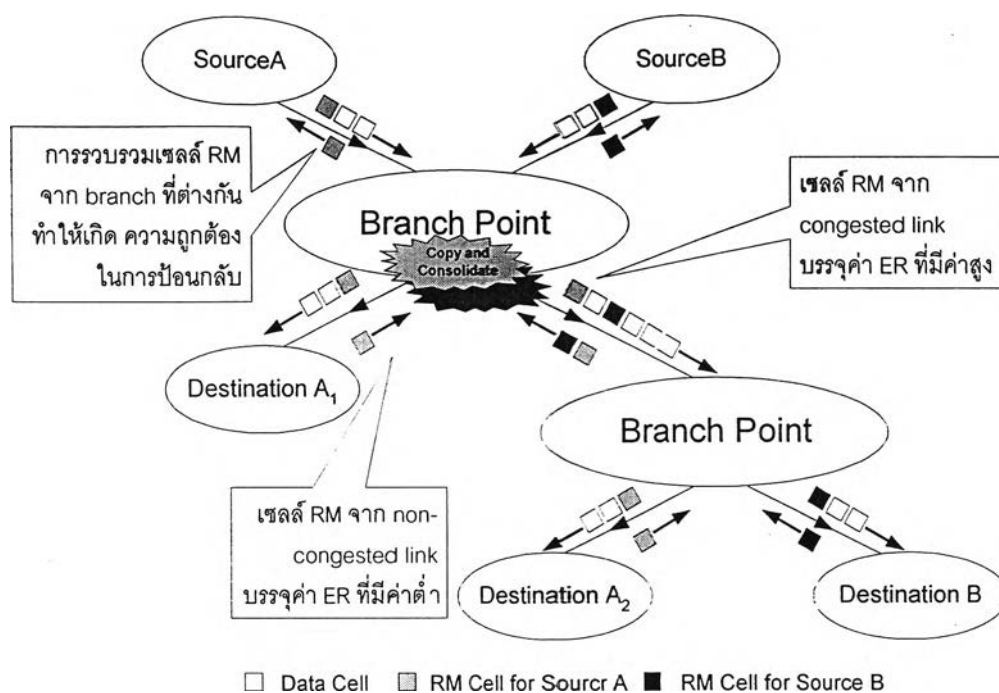 SourceA
SourceB
การรวบรวมเซลล์ RM
จาก branch ที่ต่างกัน
ทำให้เกิด ความถูกต้อง
ในการป้อนกลับ
เซลล์ RM จาก
congested link
บรรจุค่า ER ที่มีค่าสูง
Branch Point
Copy and
Consolidate
Destination A1
Branch Point
เซลล์ RM จาก non-
congested link
บรรจุค่า ER ที่มีค่าต่ำ
Destination A2
Destination B
Data Cell RM Cell for Sourcr A RM Cell for Source B